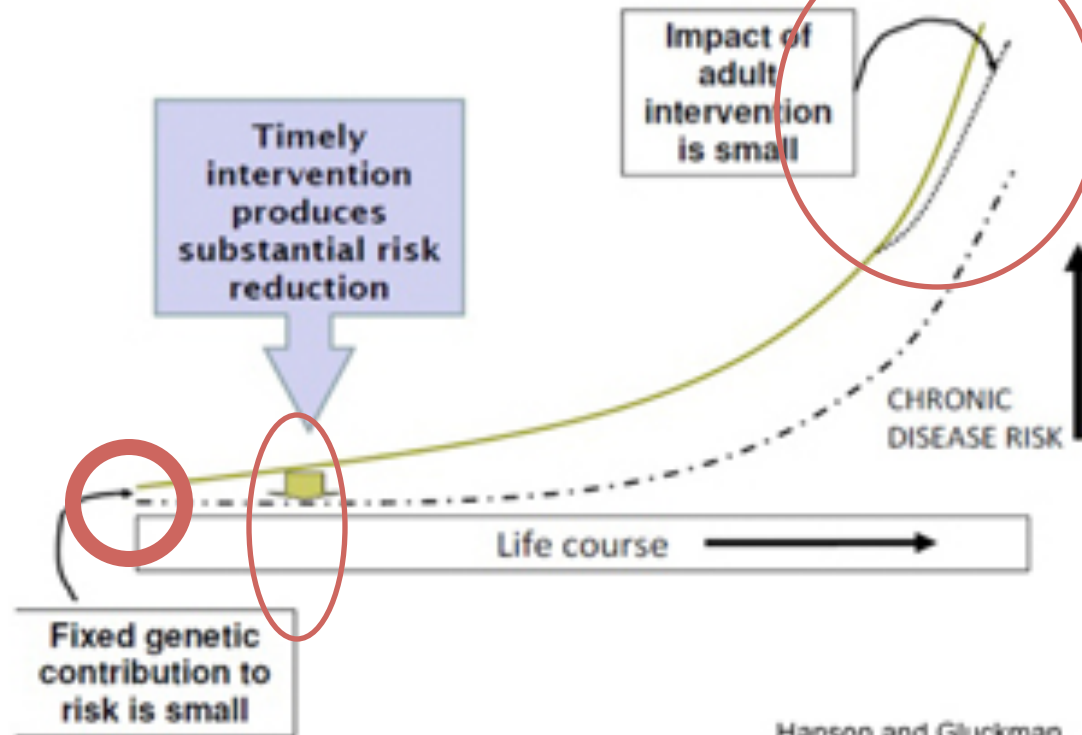 Impact of
adult
intervention
is small
Timely
intervention
produces
substantial risk
reduction
CHRONIC
DISEASE RISK
Life course
Fixed genetic
contribution to
risk is small
Hanson and Gluckman